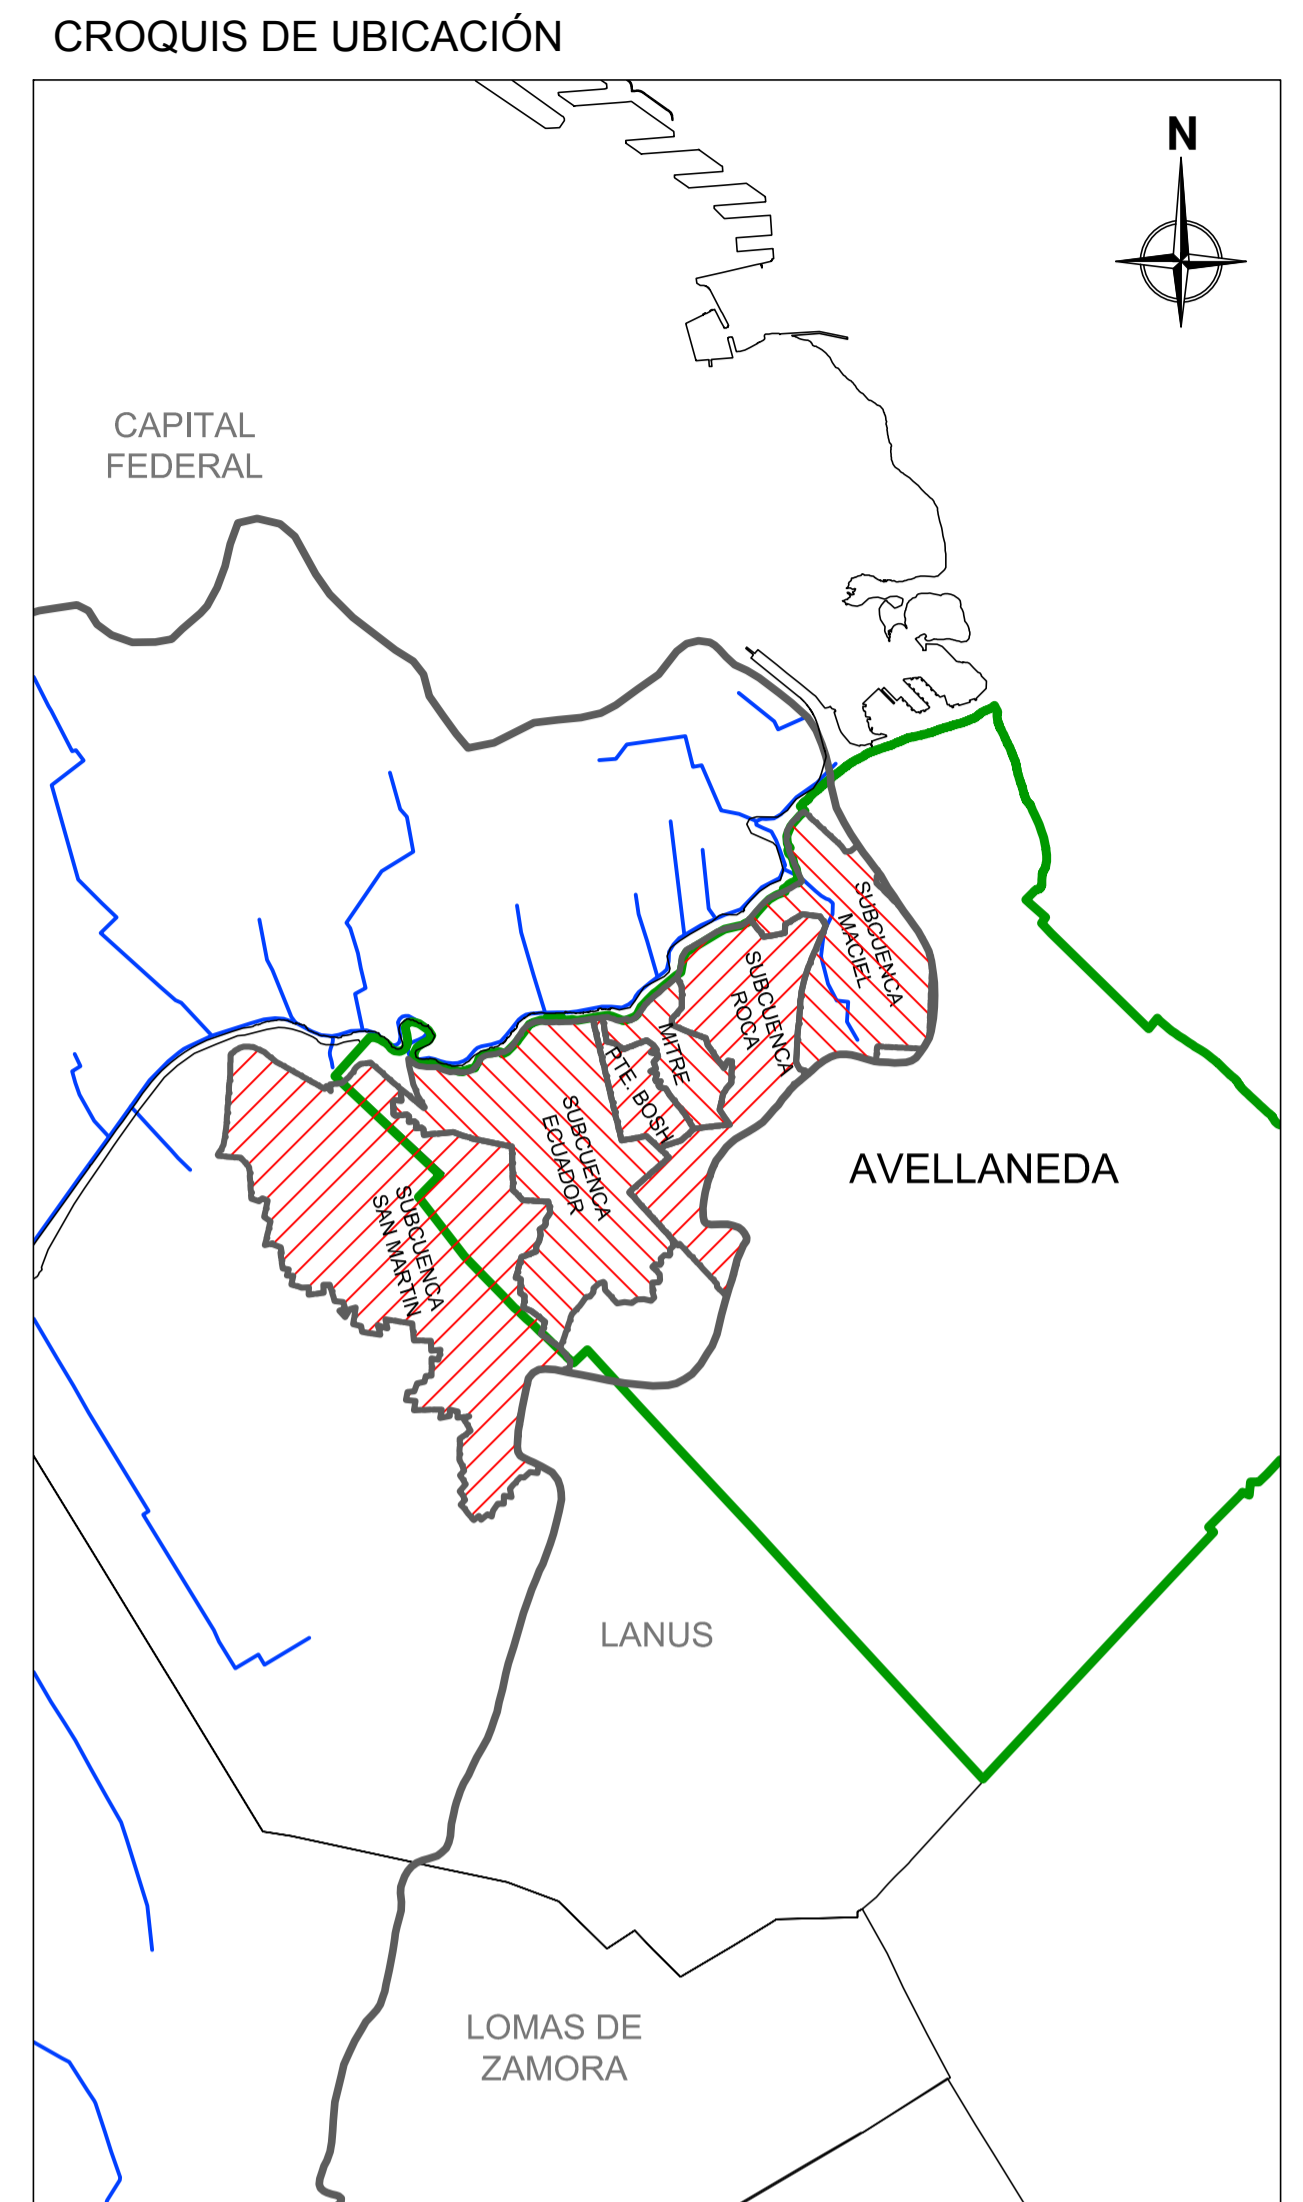 CROQUIS DE UBICACIÓN
N
CAPITAL
FEDERAL
SUBCUENCA
MACIEL
SUBCUENCA
ROCA
MITRE
PTE. BOSH
SUBCUENCA
ECUADOR
AVELLANEDA
SUBCUENCA
SAN MARTIN
LANUS
LOMAS DE
ZAMORA